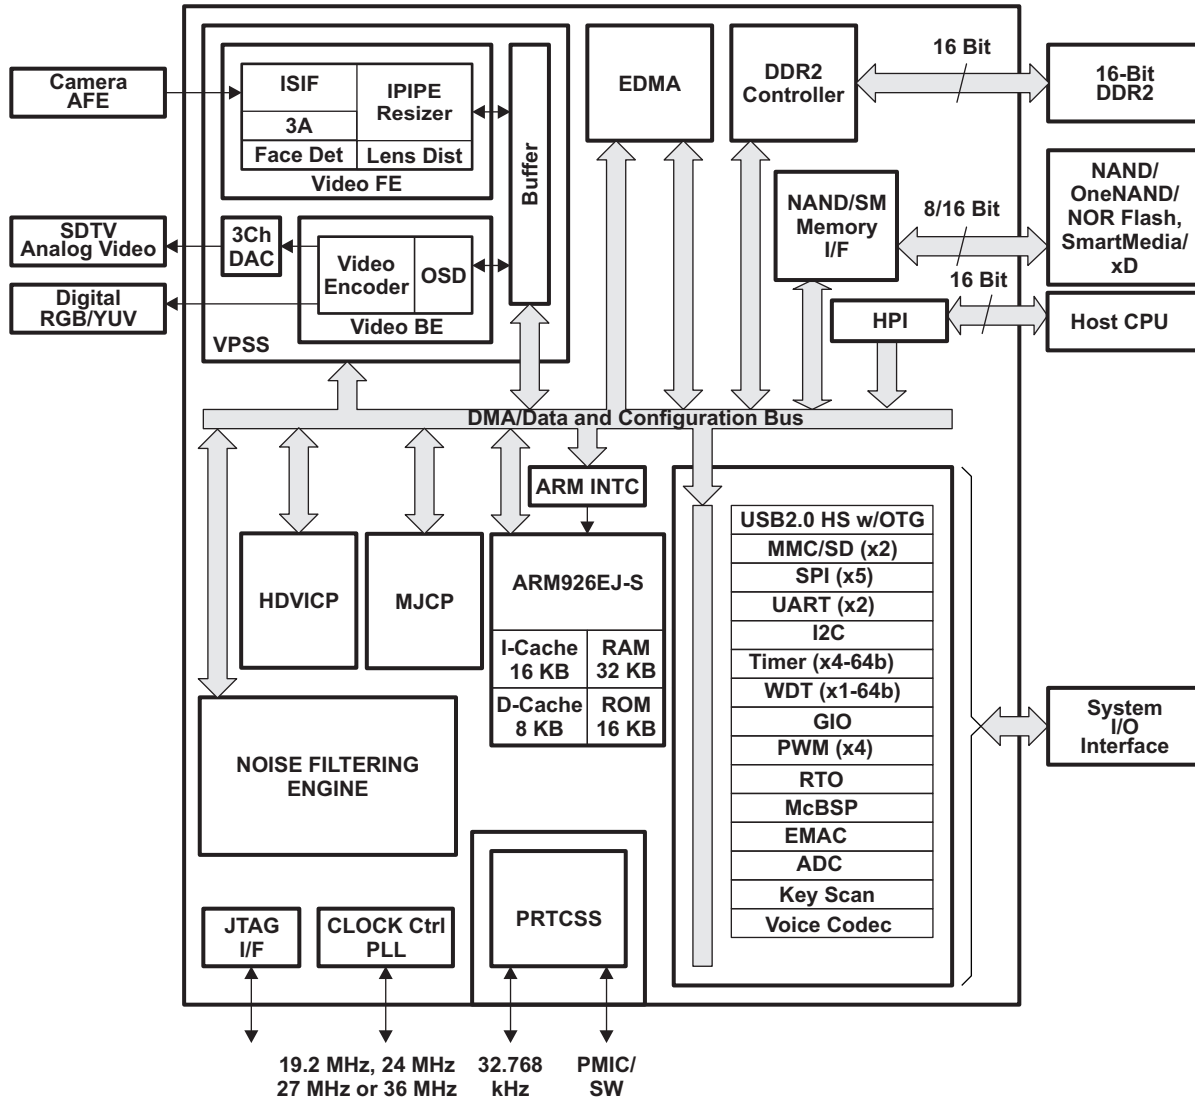 Camera
AFE
ISIF
3A
Face Det
IPIPE
Resizer
Lens Dist
Video FE
Buffer
SDTV
Analog Video
3Ch
DAC
Video
Encoder
OSD
Video BE
Digital
RGB/YUV
VPSS
EDMA
DDR2
Controller
16 Bit
16-Bit
DDR2
NAND/SM
Memory
I/F
8/16 Bit
NAND/
OneNAND/
NOR Flash,
SmartMedia/
xD
HPI
16 Bit
Host CPU
DMA/Data and Configuration Bus
ARM INTC
HDVICP
MJCP
ARM926EJ-S
I-Cache
16 KB
RAM
32 KB
D-Cache
8 KB
ROM
16 KB
NOISE FILTERING
ENGINE
USB2.0 HS w/OTG
MMC/SD (x2)
SPI (x5)
UART (x2)
I2C
Timer (x4-64b)
WDT (x1-64b)
GIO
PWM (x4)
RTO
McBSP
EMAC
ADC
Key Scan
Voice Codec
System
I/O
Interface
JTAG
I/F
CLOCK Ctrl
PLL
PRTCSS
19.2 MHz, 24 MHz
27 MHz or 36 MHz
32.768
kHz
PMIC/
SW